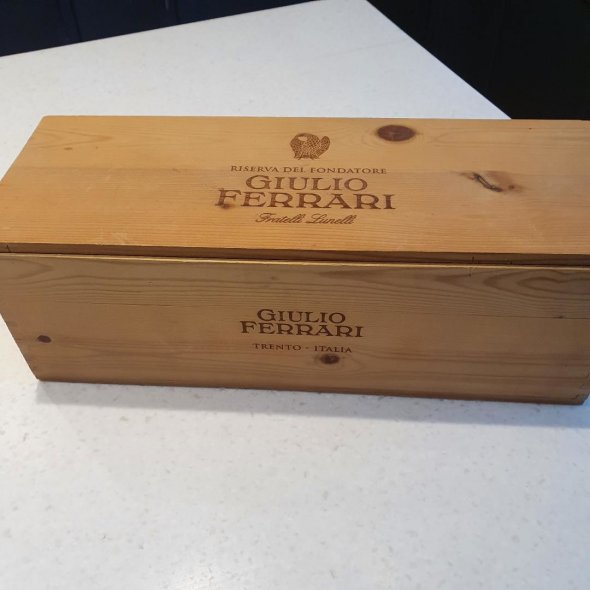 RISERVA DEL FONDATORE
GIULIO
FERRARI
Fratelli Lunelli
GIULIO
FERRARI
TRENTO - ITALIA